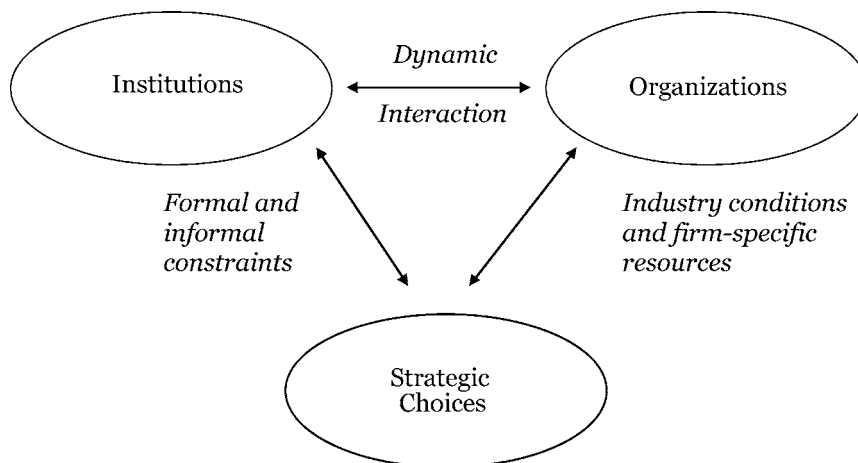 Institutions
Dynamic
Interaction
Organizations
Formal and
informal
constraints
Industry conditions
and firm-specific
resources
Strategic
Choices